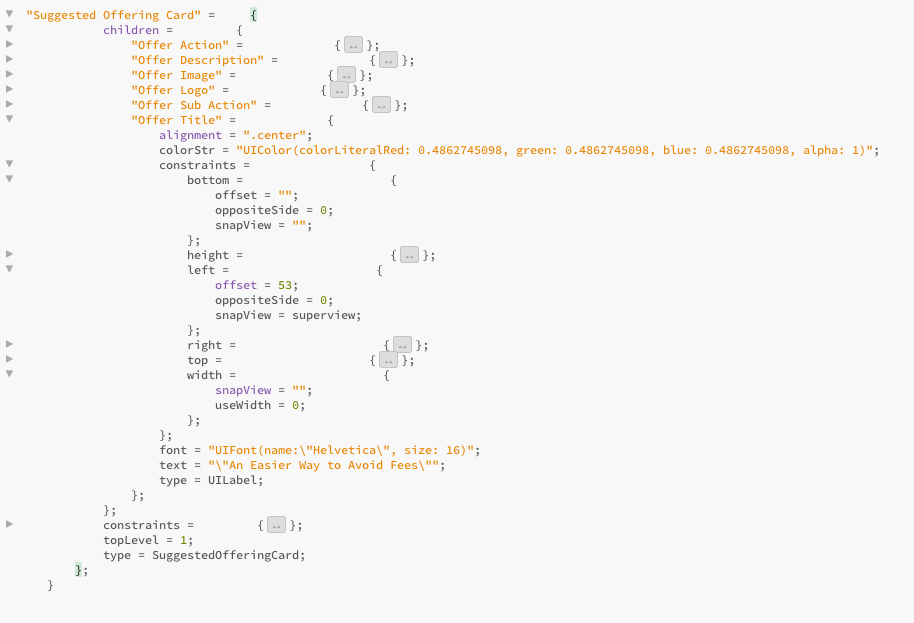 "Suggested Offering Card" = {
children = {
"Offer Action" = { ↔ };
"Offer Description" = { ↔ };
"Offer Image" = { ↔ };
"Offer Logo" = { ↔ };
"Offer Sub Action" = { ↔ };
"Offer Title" = {
alignment = ".center";
colorStr = "UIColor(colorLiteralRed: 0.4862745098, green: 0.4862745098, blue: 0.4862745098, alpha: 1)";
constraints = {
bottom = {
offset = "";
oppositeSide = 0;
snapView = "";
};
height = { ↔ };
left = {
offset = 53;
oppositeSide = 0;
snapView = superview;
};
right = { ↔ };
top = { ↔ };
width = {
snapView = "";
useWidth = 0;
};
};
font = "UIFont(name:\"Helvetica\", size: 16)";
text = "\"An Easier Way to Avoid Fees\"";
type = UILabel;
};
};
constraints = { ↔ };
topLevel = 1;
type = SuggestedOfferingCard;
};
}